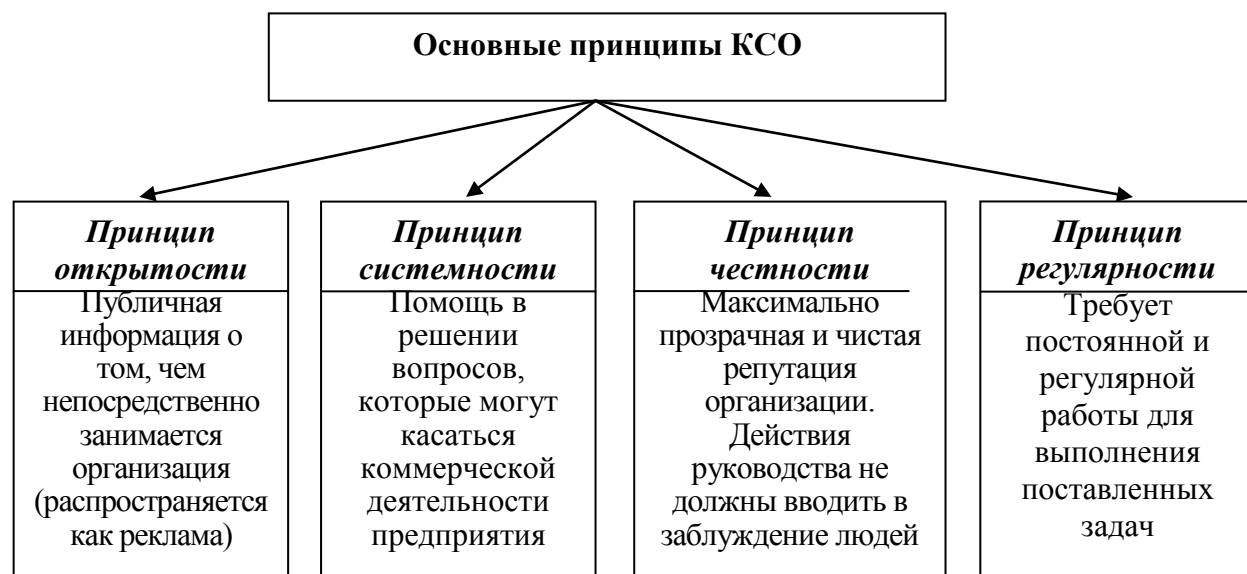 Основные принципы КСО
Принцип
открытости
Публичная
информация о
том, чем
непосредственно
занимается
организация
(распространяется
как реклама)
Принцип
системности
Помощь в
решении
вопросов,
которые могут
касаться
коммерческой
деятельности
предприятия
Принцип
честности
Максимально
прозрачная и чистая
репутация
организации.
Действия
руководства не
должны вводить в
заблуждение людей
Принцип
регулярности
Требует
постоянной и
регулярной
работы для
выполнения
поставленных
задач